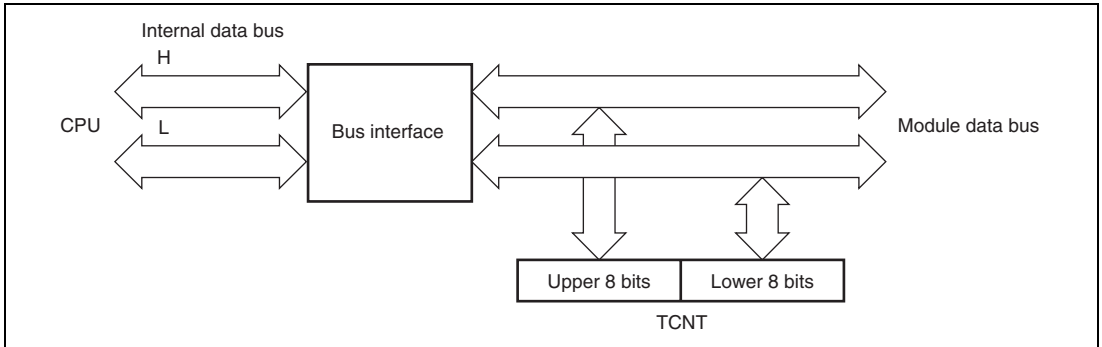 Internal data bus
H
CPU
L
Bus interface
Module data bus
Upper 8 bits
Lower 8 bits
TCNT